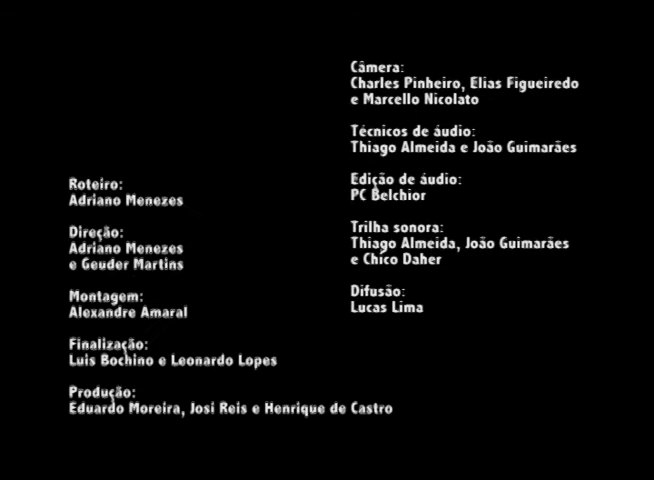 Roteiro:
Adriano Menezes
Direção:
Adriano Menezes
e Geuder Martins
Montagem:
Alexandre Amaral
Finalização:
Luis Bochino e Leonardo Lopes
Produção:
Eduardo Moreira, Josi Reis e Henrique de Castro
Câmera:
Charles Pinheiro, Elias Figueiredo
e Marcello Nicolato
Técnicos de áudio:
Thiago Almeida e João Guimarães
Edição de áudio:
PC Belchior
Trilha sonora:
Thiago Almeida, João Guimarães
e Chico Daher
Difusão:
Lucas Lima